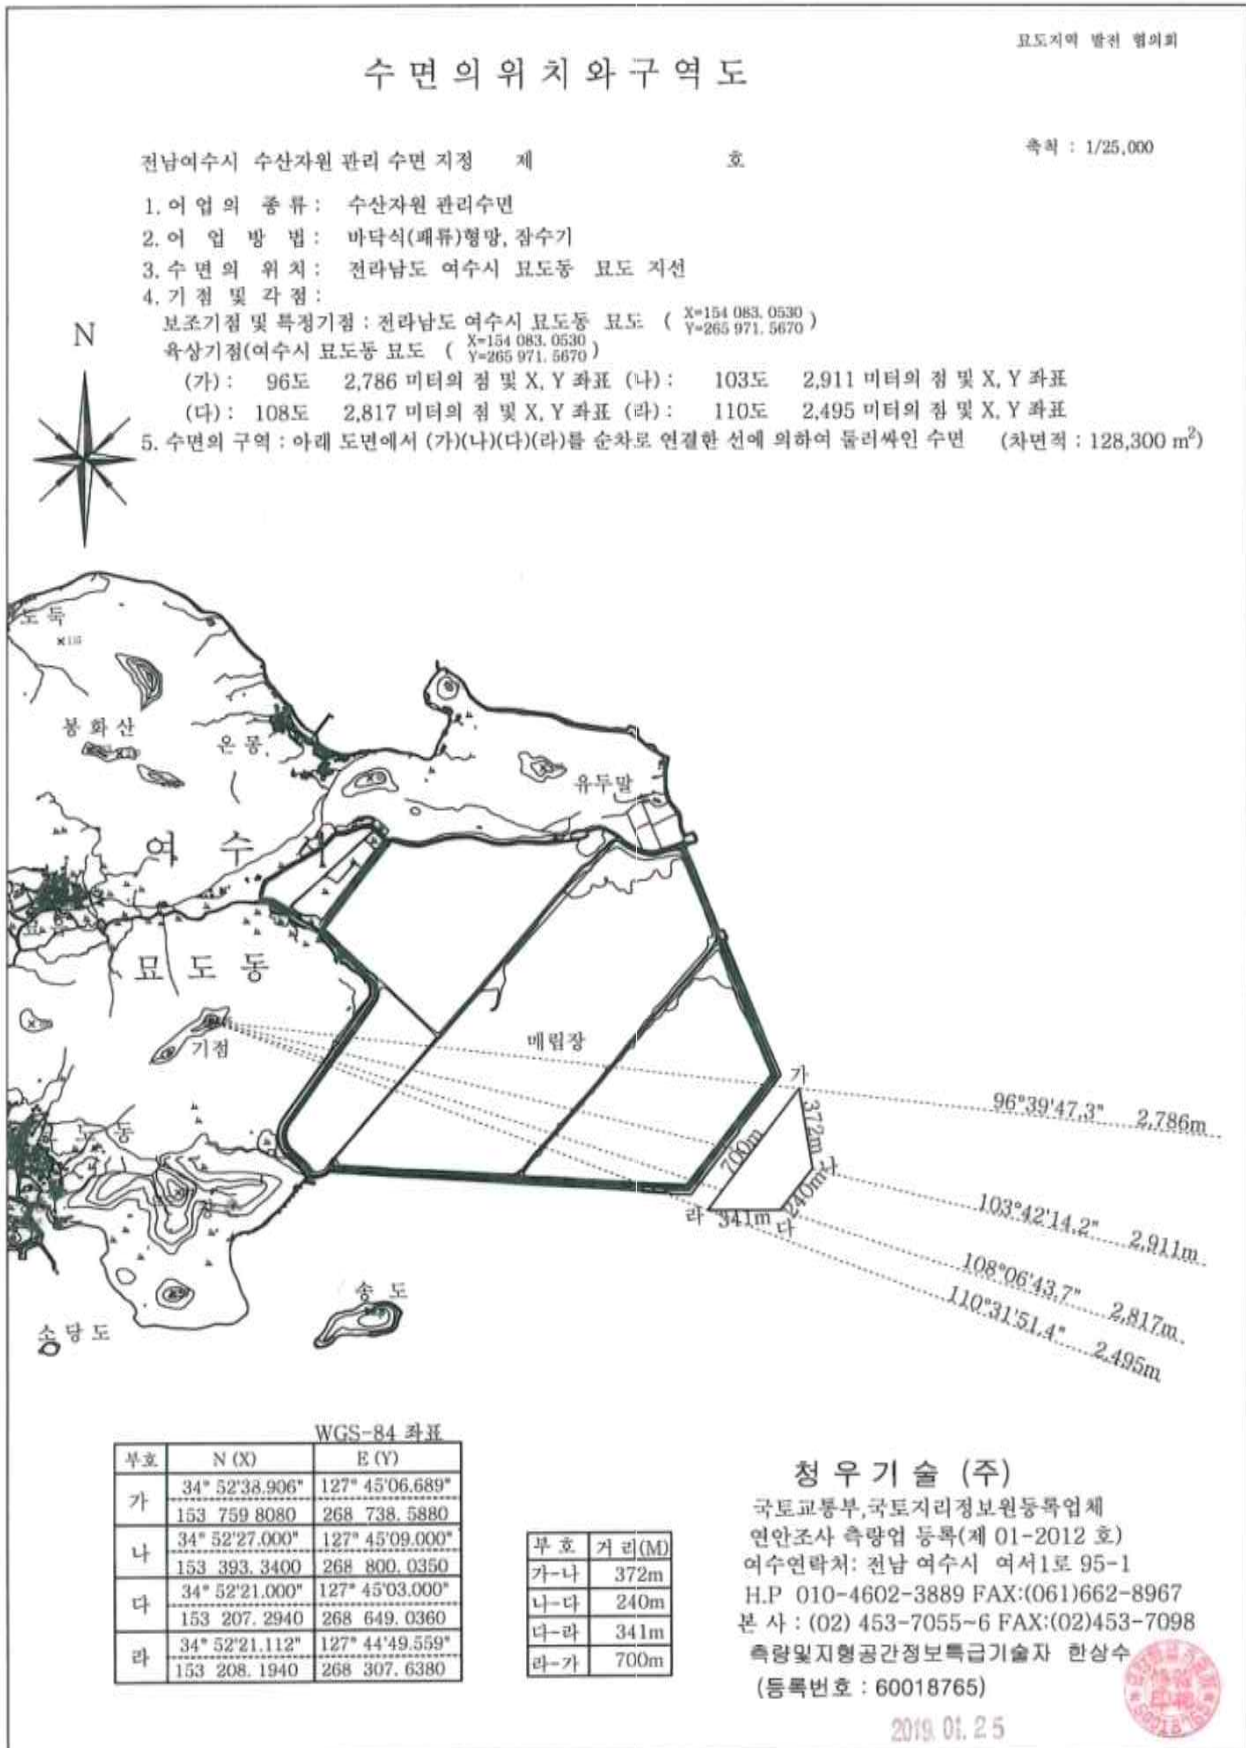 묘도지역 발전 협의회
수면의위치와구역도
전남여수시 수산자원 관리 수면 지정 제 호
축척 : 1/25,000
1. 어 업 의 종 류 : 수산자원 관리수면
2. 어 업 방 법 : 바닥식(패류)형망, 잠수기
3. 수 면 의 위 치 : 전라남도 여수시 묘도동 묘도 지선
4. 기 점 및 각 점 :
보조기점 및 특정기점 : 전라남도 여수시 묘도동 묘도 ( X=154 083. 0530 Y=265 971. 5670 )
육상기점(여수시 묘도동 묘도 ( X=154 083. 0530 Y=265 971. 5670 )
(가) : 96도 2,786 미터의 점 및 X, Y 좌표 (나) : 103도 2,911 미터의 점 및 X, Y 좌표
(다) : 108도 2,817 미터의 점 및 X, Y 좌표 (라) : 110도 2,495 미터의 점 및 X, Y 좌표
5. 수면의 구역 : 아래 도면에서 (가)(나)(다)(라)를 순차로 연결한 선에 의하여 둘러싸인 수면 (차면적 : 128,300 m²)
N
도독
봉화산
온동
유두말
여 수 시
묘도동
기점
매립장
가
96°39'47.3" 2,786m
372m
700m
나
240m
103°42'14.2" 2,911m
라 341m 다
108°06'43.7" 2,817m
110°31'51.4" 2,495m
동
송도
소당도
WGS-84 좌표
부호 N (X) E (Y)
가 34° 52'38.906" 127° 45'06.689"
153 759 8080 268 738. 5880
나 34° 52'27.000" 127° 45'09.000"
153 393. 3400 268 800. 0350
다 34° 52'21.000" 127° 45'03.000"
153 207. 2940 268 649. 0360
라 34° 52'21.112" 127° 44'49.559"
153 208. 1940 268 307. 6380
부 호 거 리(M)
가-나 372m
나-다 240m
다-라 341m
라-가 700m
청우기술 (주)
국토교통부,국토지리정보원등록업체
연안조사 측량업 등록(제 01-2012 호)
여수연락처: 전남 여수시 여서1로 95-1
H.P 010-4602-3889 FAX:(061)662-8967
본 사 : (02) 453-7055~6 FAX:(02)453-7098
측량및지형공간정보특급기술자 한상수
(등록번호 : 60018765)
2019. 01. 25